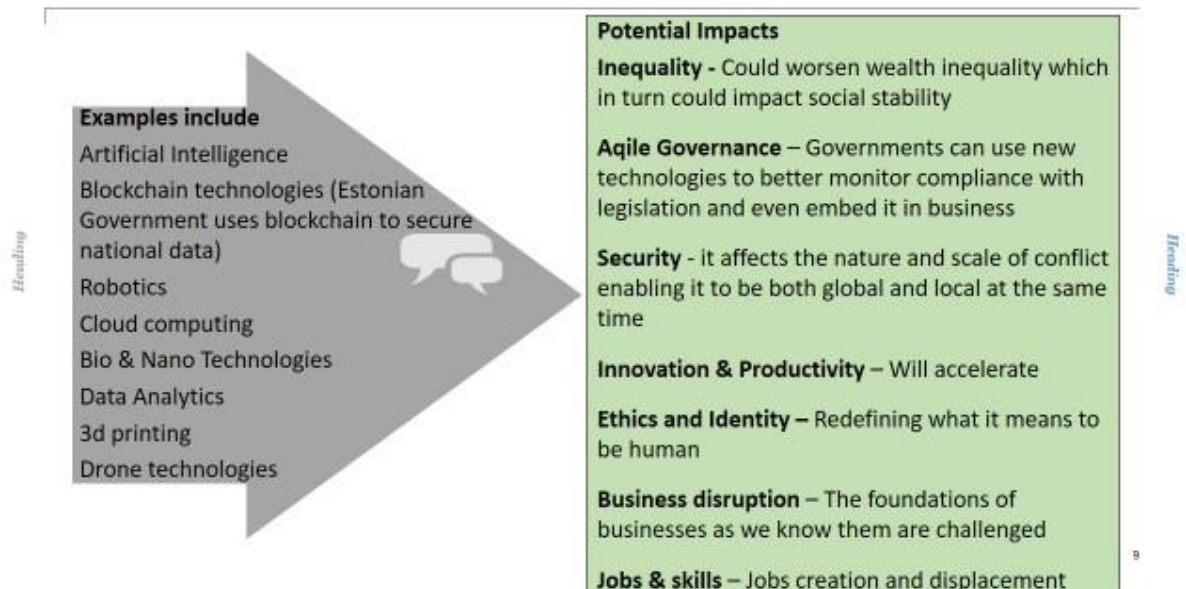 Heading
Examples include
Artificial Intelligence
Blockchain technologies (Estonian
Government uses blockchain to secure
national data)
Robotics
Cloud computing
Bio & Nano Technologies
Data Analytics
3d printing
Drone technologies
Potential Impacts
Inequality - Could worsen wealth inequality which
in turn could impact social stability
Aqile Governance – Governments can use new
technologies to better monitor compliance with
legislation and even embed it in business
Security - it affects the nature and scale of conflict
enabling it to be both global and local at the same
time
Innovation & Productivity – Will accelerate
Ethics and Identity – Redefining what it means to
be human
Business disruption – The foundations of
businesses as we know them are challenged
Jobs & skills – Jobs creation and displacement
Heading
9